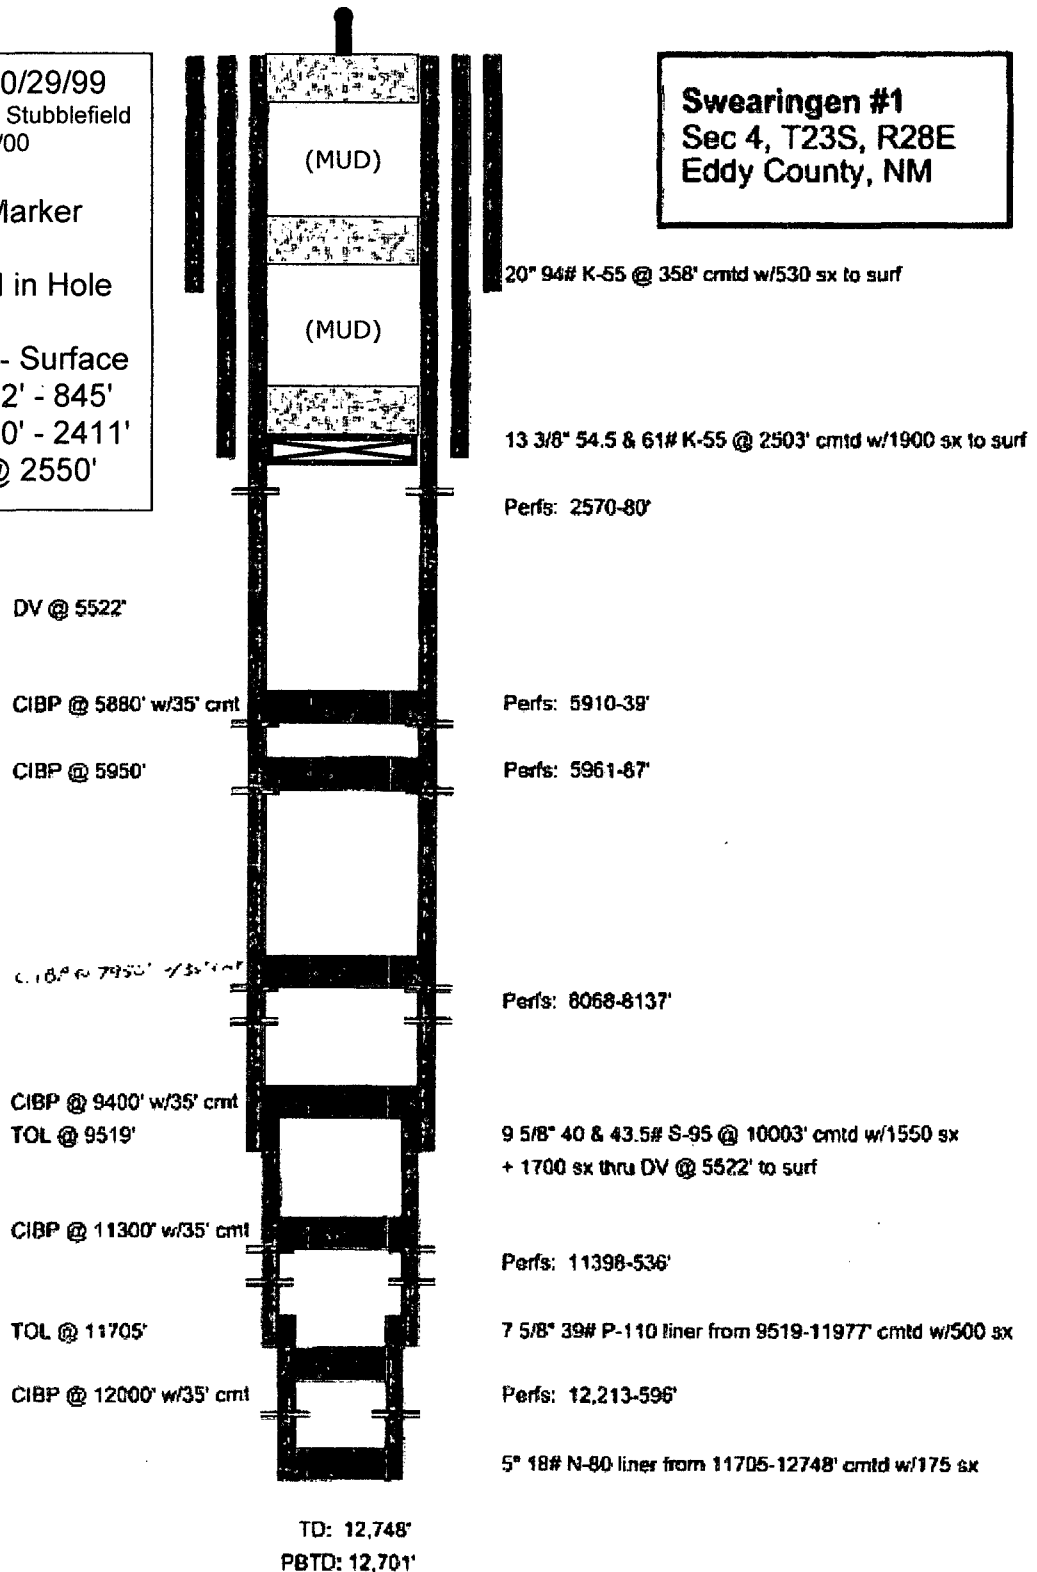 0/29/99
Stubblefield
/00
Marker
in Hole
- Surface
2' - 845'
0' - 2411'
@ 2550'
(MUD)
(MUD)
Swearingen #1
Sec 4, T23S, R28E
Eddy County, NM
20" 94# K-55 @ 358' cmtd w/530 sx to surf
13 3/8" 54.5 & 61# K-55 @ 2503' cmtd w/1900 sx to surf
Perfs: 2570-80'
DV @ 5522'
CIBP @ 5880' w/35' cmt
Perfs: 5910-39'
CIBP @ 5950'
Perfs: 5961-87'
CIBP @ 7950' w/35' cmt
Perfs: 8068-8137'
CIBP @ 9400' w/35' cmt
TOL @ 9519'
9 5/8" 40 & 43.5# S-95 @ 10003' cmtd w/1550 sx
+ 1700 sx thru DV @ 5522' to surf
CIBP @ 11300' w/35' cmt
Perfs: 11398-536'
TOL @ 11705'
7 5/8" 39# P-110 liner from 9519-11977' cmtd w/500 sx
CIBP @ 12000' w/35' cmt
Perfs: 12,213-596'
5" 18# N-80 liner from 11705-12748' cmtd w/175 sx
TD: 12,748'
PBTD: 12,701'